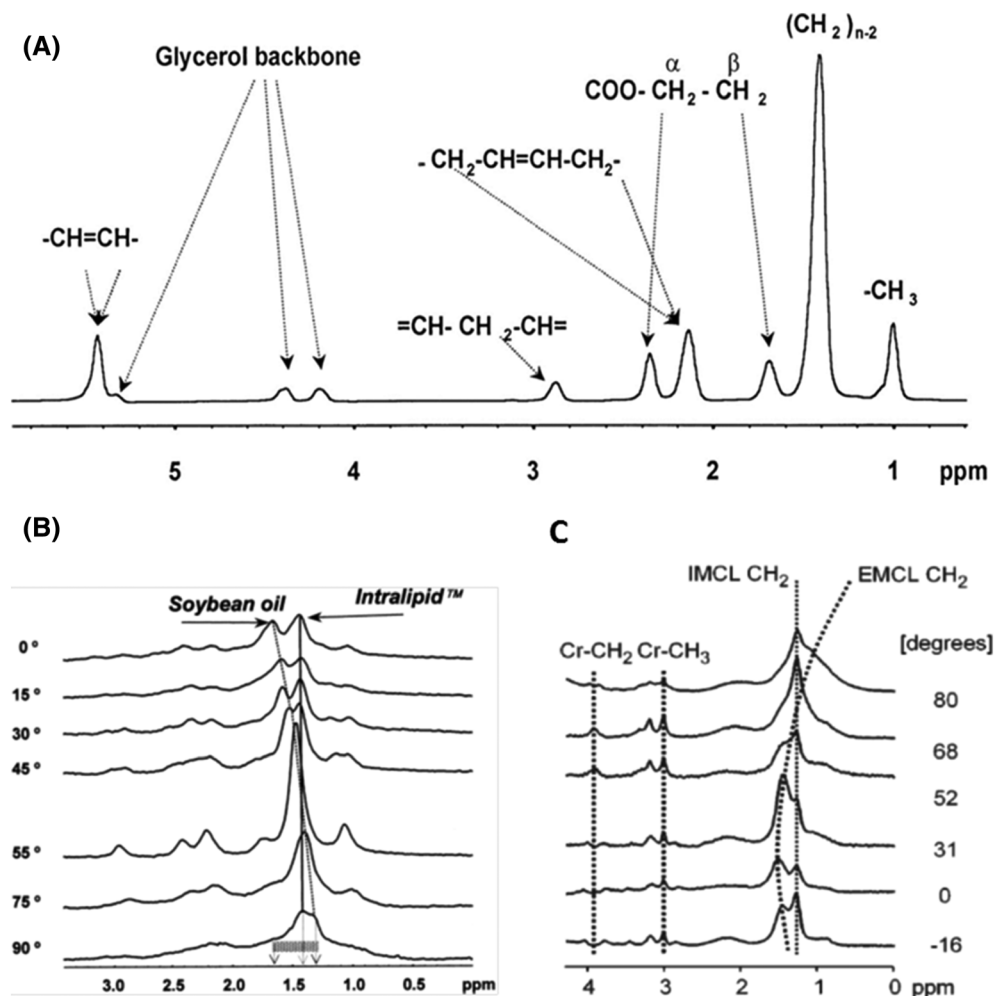 (A)
Glycerol backbone
(CH2)n-2
α β
COO- CH2 - CH2
- CH2-CH=CH-CH2-
-CH=CH-
=CH- CH2-CH=
-CH3
5 4 3 2 1 ppm
(B)
Soybean oil
Intralipid™
0 º
15 º
30 º
45 º
55 º
75 º
90 º
3.0 2.5 2.0 1.5 1.0 0.5 ppm
C
IMCL CH2
EMCL CH2
Cr-CH2 Cr-CH3
[degrees]
80
68
52
31
0
-16
4 3 2 1 0
ppm